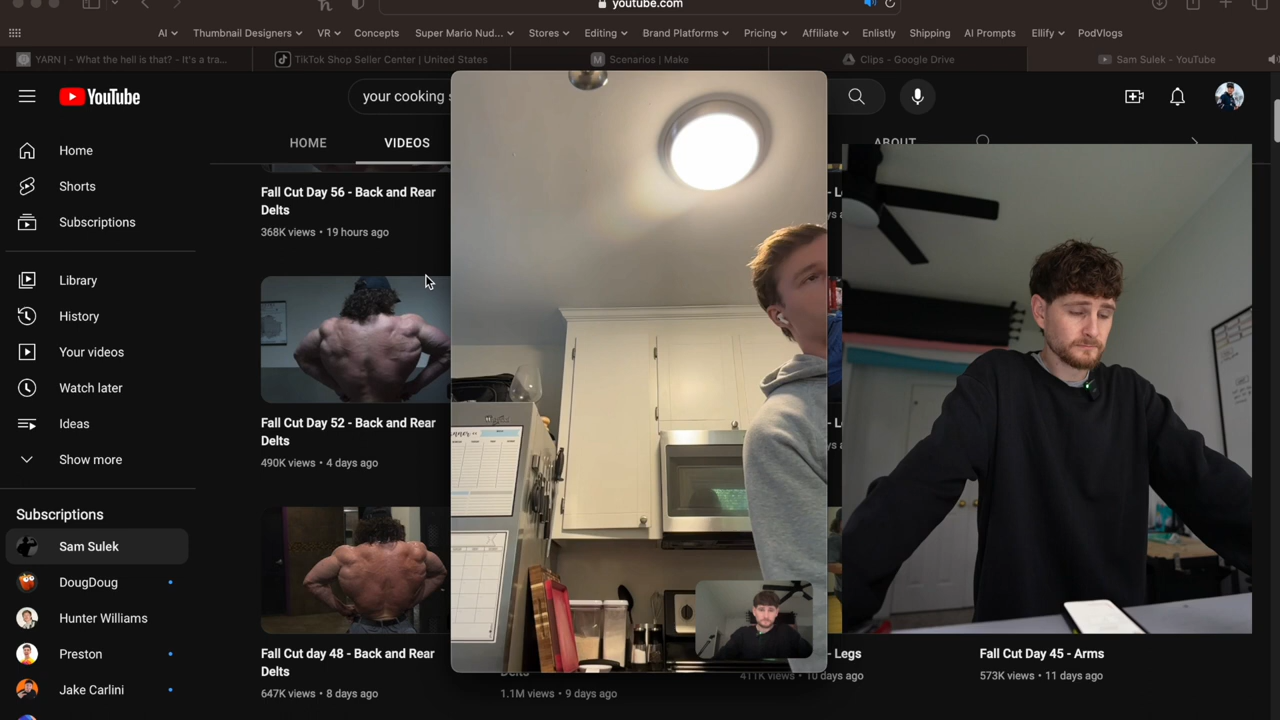 youtube.com
AI
Thumbnail Designers
VR
Concepts
Super Mario Nud...
Stores
Editing
Brand Platforms
Pricing
Affiliate
Enlistly
Shipping
AI Prompts
Ellify
PodVlogs
YARN | - What the hell is that? - It's a tra...
TikTok Shop Seller Center | United States
Scenarios | Make
Clips - Google Drive
Sam Sulek - YouTube
YouTube
your cooking
HOME
VIDEOS
ABOUT
Home
Shorts
Subscriptions
Library
History
Your videos
Watch later
Ideas
Show more
Subscriptions
Sam Sulek
DougDoug
Hunter Williams
Preston
Jake Carlini
Fall Cut Day 56 - Back and Rear
Delts
368K views • 19 hours ago
Fall Cut Day 52 - Back and Rear
Delts
490K views • 4 days ago
Fall Cut day 48 - Back and Rear
Delts
647K views • 8 days ago
Delts
1.1M views • 9 days ago
Legs
411K views • 10 days ago
Fall Cut Day 45 - Arms
573K views • 11 days ago